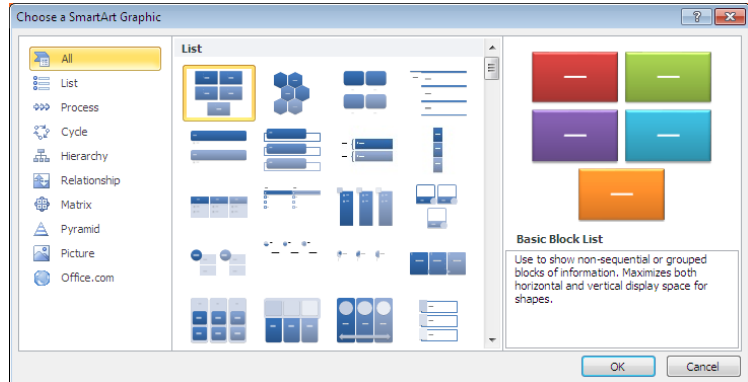 Choose a SmartArt Graphic
All
List
Process
Cycle
Hierarchy
Relationship
Matrix
Pyramid
Picture
Office.com
List
Basic Block List
Use to show non-sequential or grouped
blocks of information. Maximizes both
horizontal and vertical display space for
shapes.
OK
Cancel